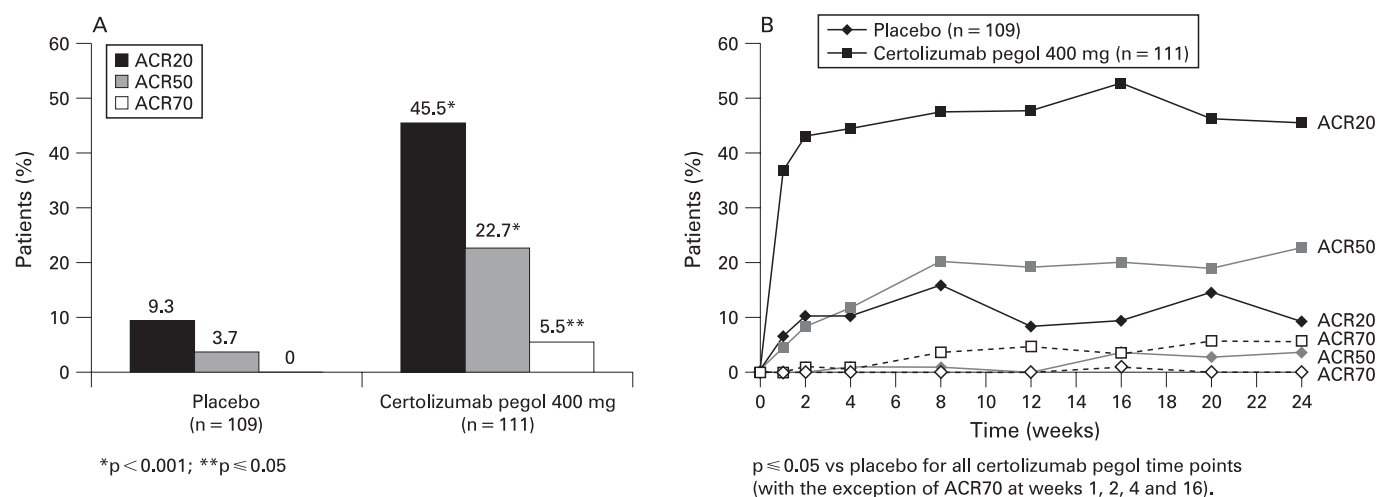 A
Patients (%)
60
50
40
30
20
10
0
ACR20
ACR50
ACR70
9.3
3.7
0
45.5*
22.7*
5.5**
Placebo
(n = 109)
Certolizumab pegol 400 mg
(n = 111)
*p < 0.001; **p ≤ 0.05
B
Placebo (n = 109)
Certolizumab pegol 400 mg (n = 111)
Patients (%)
60
50
40
30
20
10
0
ACR20
ACR50
ACR20
ACR70
ACR50
ACR70
0 2 4 6 8 10 12 14 16 18 20 22 24
Time (weeks)
p ≤ 0.05 vs placebo for all certolizumab pegol time points
(with the exception of ACR70 at weeks 1, 2, 4 and 16).